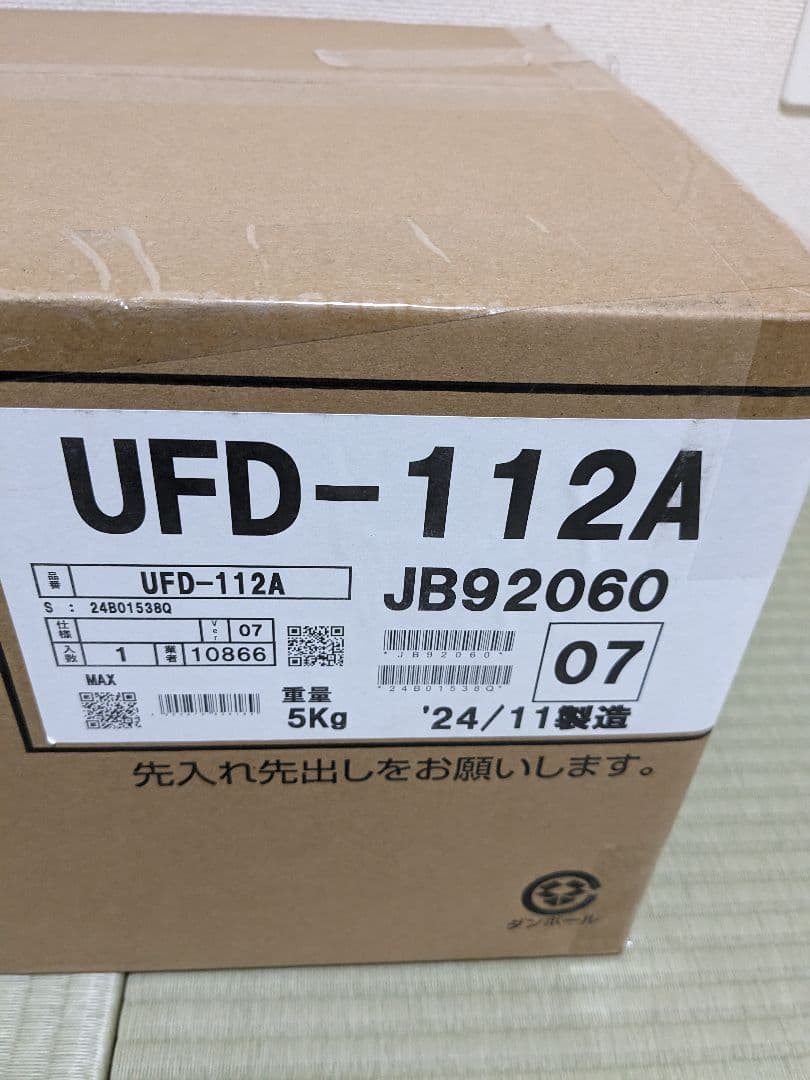 UFD-112A
品番 UFD-112A
JB92060
S : 24B01538Q
仕様 Ver 07
入数 1 業者 10866
*JB92060*
*24B01538Q*
07
MAX
重量
5Kg
'24/11製造
先入れ先出しをお願いします。
ダンボール